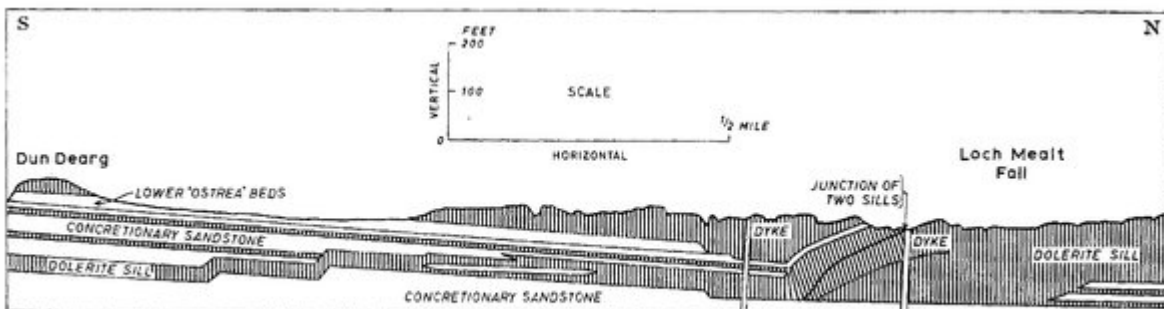 S
N
FEET
200
VERTICAL
100
SCALE
0
1/2 MILE
HORIZONTAL
Dun Dearg
Loch Mealt
Fall
LOWER "OSTREA" BEDS
JUNCTION OF
TWO SILLS
CONCRETIONARY SANDSTONE
DYKE
DYKE
DOLERITE SILL
DOLERITE SILL
CONCRETIONARY SANDSTONE